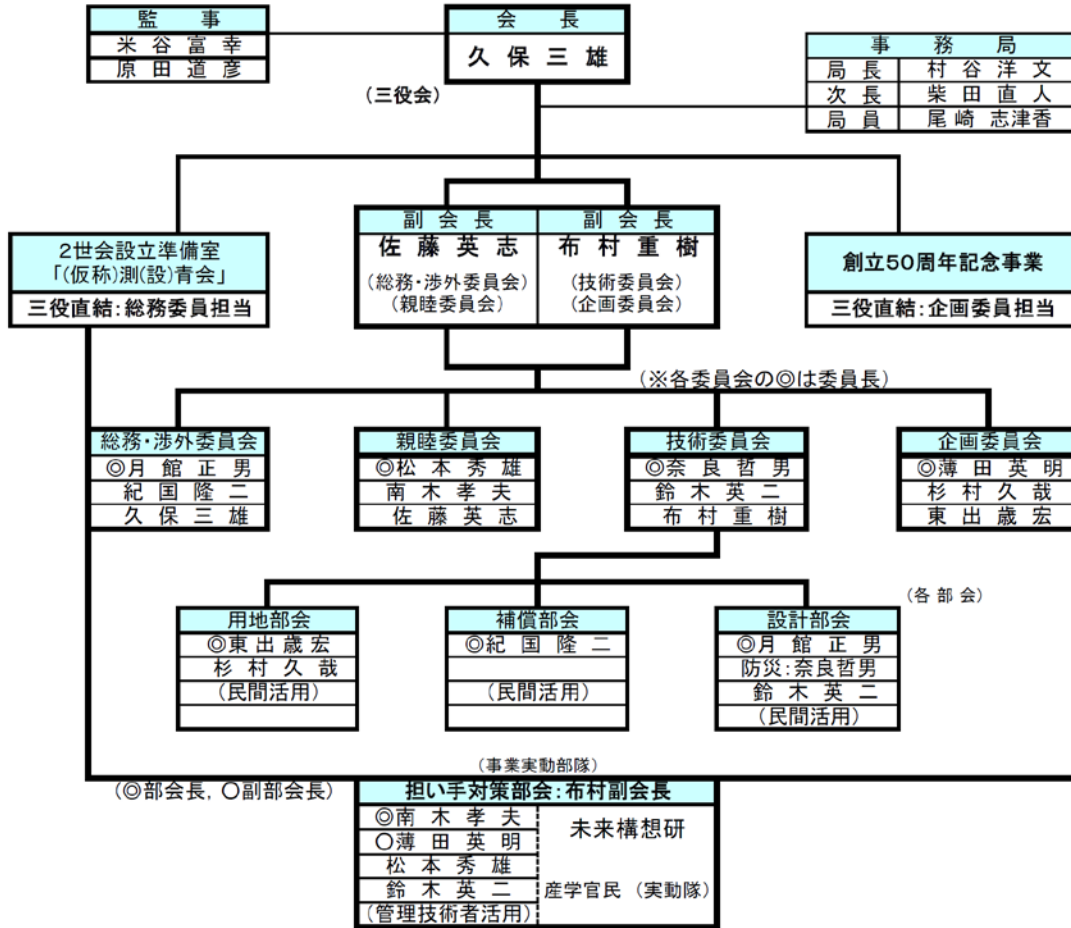 監事
米谷富幸
原田道彦
会長
久保三雄
(三役会)
事務局
局長 村谷洋文
次長 柴田直人
局員 尾崎志津香
2世会設立準備室
「(仮称)測(設)青会」
三役直結:総務委員担当
副会長
佐藤英志
(総務・渉外委員会)
(親睦委員会)
副会長
布村重樹
(技術委員会)
(企画委員会)
創立50周年記念事業
三役直結:企画委員担当
(※各委員会の◎は委員長)
総務・渉外委員会
◎月館正男
紀国隆二
久保三雄
親睦委員会
◎松本秀雄
南木孝夫
佐藤英志
技術委員会
◎奈良哲男
鈴木英二
布村重樹
企画委員会
◎薄田英明
杉村久哉
東出歳宏
(各部会)
用地部会
◎東出歳宏
杉村久哉
(民間活用)
補償部会
◎紀国隆二
(民間活用)
設計部会
◎月館正男
防災:奈良哲男
鈴木英二
(民間活用)
(事業実動部隊)
(◎部会長,〇副部会長)
担い手対策部会:布村副会長
◎南木孝夫
〇薄田英明
松本秀雄
鈴木英二
(管理技術者活用)
未来構想研
産学官民(実動隊)